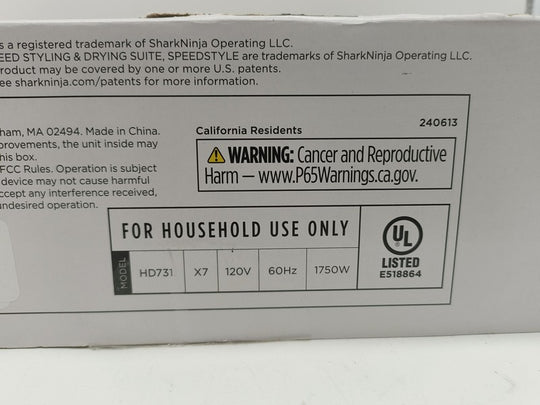 s a registered trademark of SharkNinja Operating LLC.
EED STYLING & DRYING SUITE, SPEEDSTYLE are trademarks of SharkNinja Operating LLC.
roduct may be covered by one or more U.S. patents.
ee sharkninja.com/patents for more information.
ham, MA 02494. Made in China.
provements, the unit inside may
his box.
FCC Rules. Operation is subject
device may not cause harmful
ccept any interference received,
undesired operation.
California Residents
240613
WARNING: Cancer and Reproductive
Harm — www.P65Warnings.ca.gov.
FOR HOUSEHOLD USE ONLY
MODEL HD731 X7 120V 60Hz 1750W
UL
LISTED
E518864